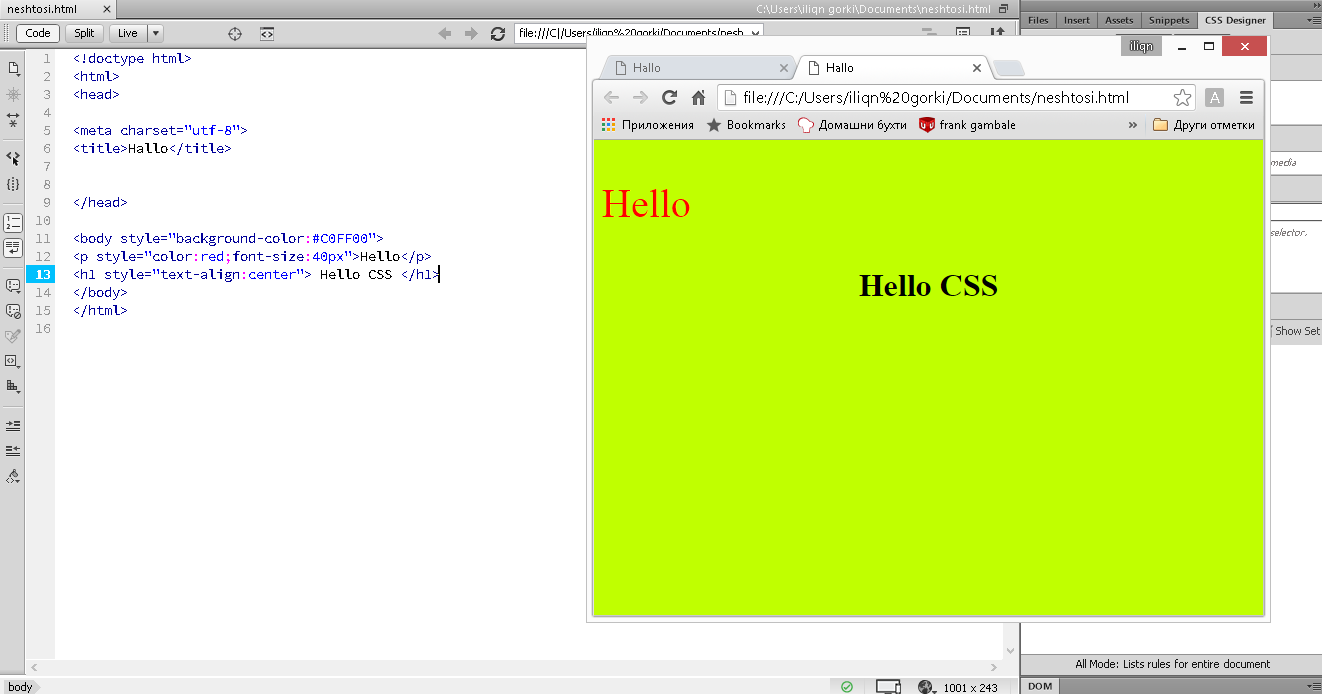 neshtosi.html × C:\Users\iliqn gorki\Documents\neshtosi.html
Files Insert Assets Snippets CSS Designer
Code Split Live file:///C|/Users/iliqn%20gorki/Documents/nesh
1 <!doctype html>
2 <html>
3 <head>
4
5 <meta charset="utf-8">
6 <title>Hallo</title>
7
8
9 </head>
10
11 <body style="background-color:#C0FF00">
12 <p style="color:red;font-size:40px">Hello</p>
13 <h1 style="text-align:center"> Hello CSS </h1>
14 </body>
15 </html>
16
iliqn
Hallo × Hallo ×
file:///C:/Users/iliqn%20gorki/Documents/neshtosi.html
Приложения Bookmarks Домашни бухти frank gambale » Други отметки
Hello
Hello CSS
media
selector,
Show Set
All Mode: Lists rules for entire document
body 1001 x 243 DOM